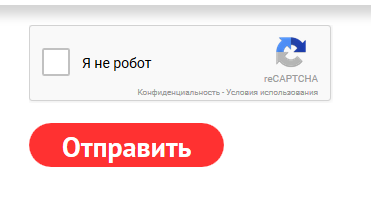 Я не робот
reCAPTCHA
Конфиденциальность - Условия использования
Отправить